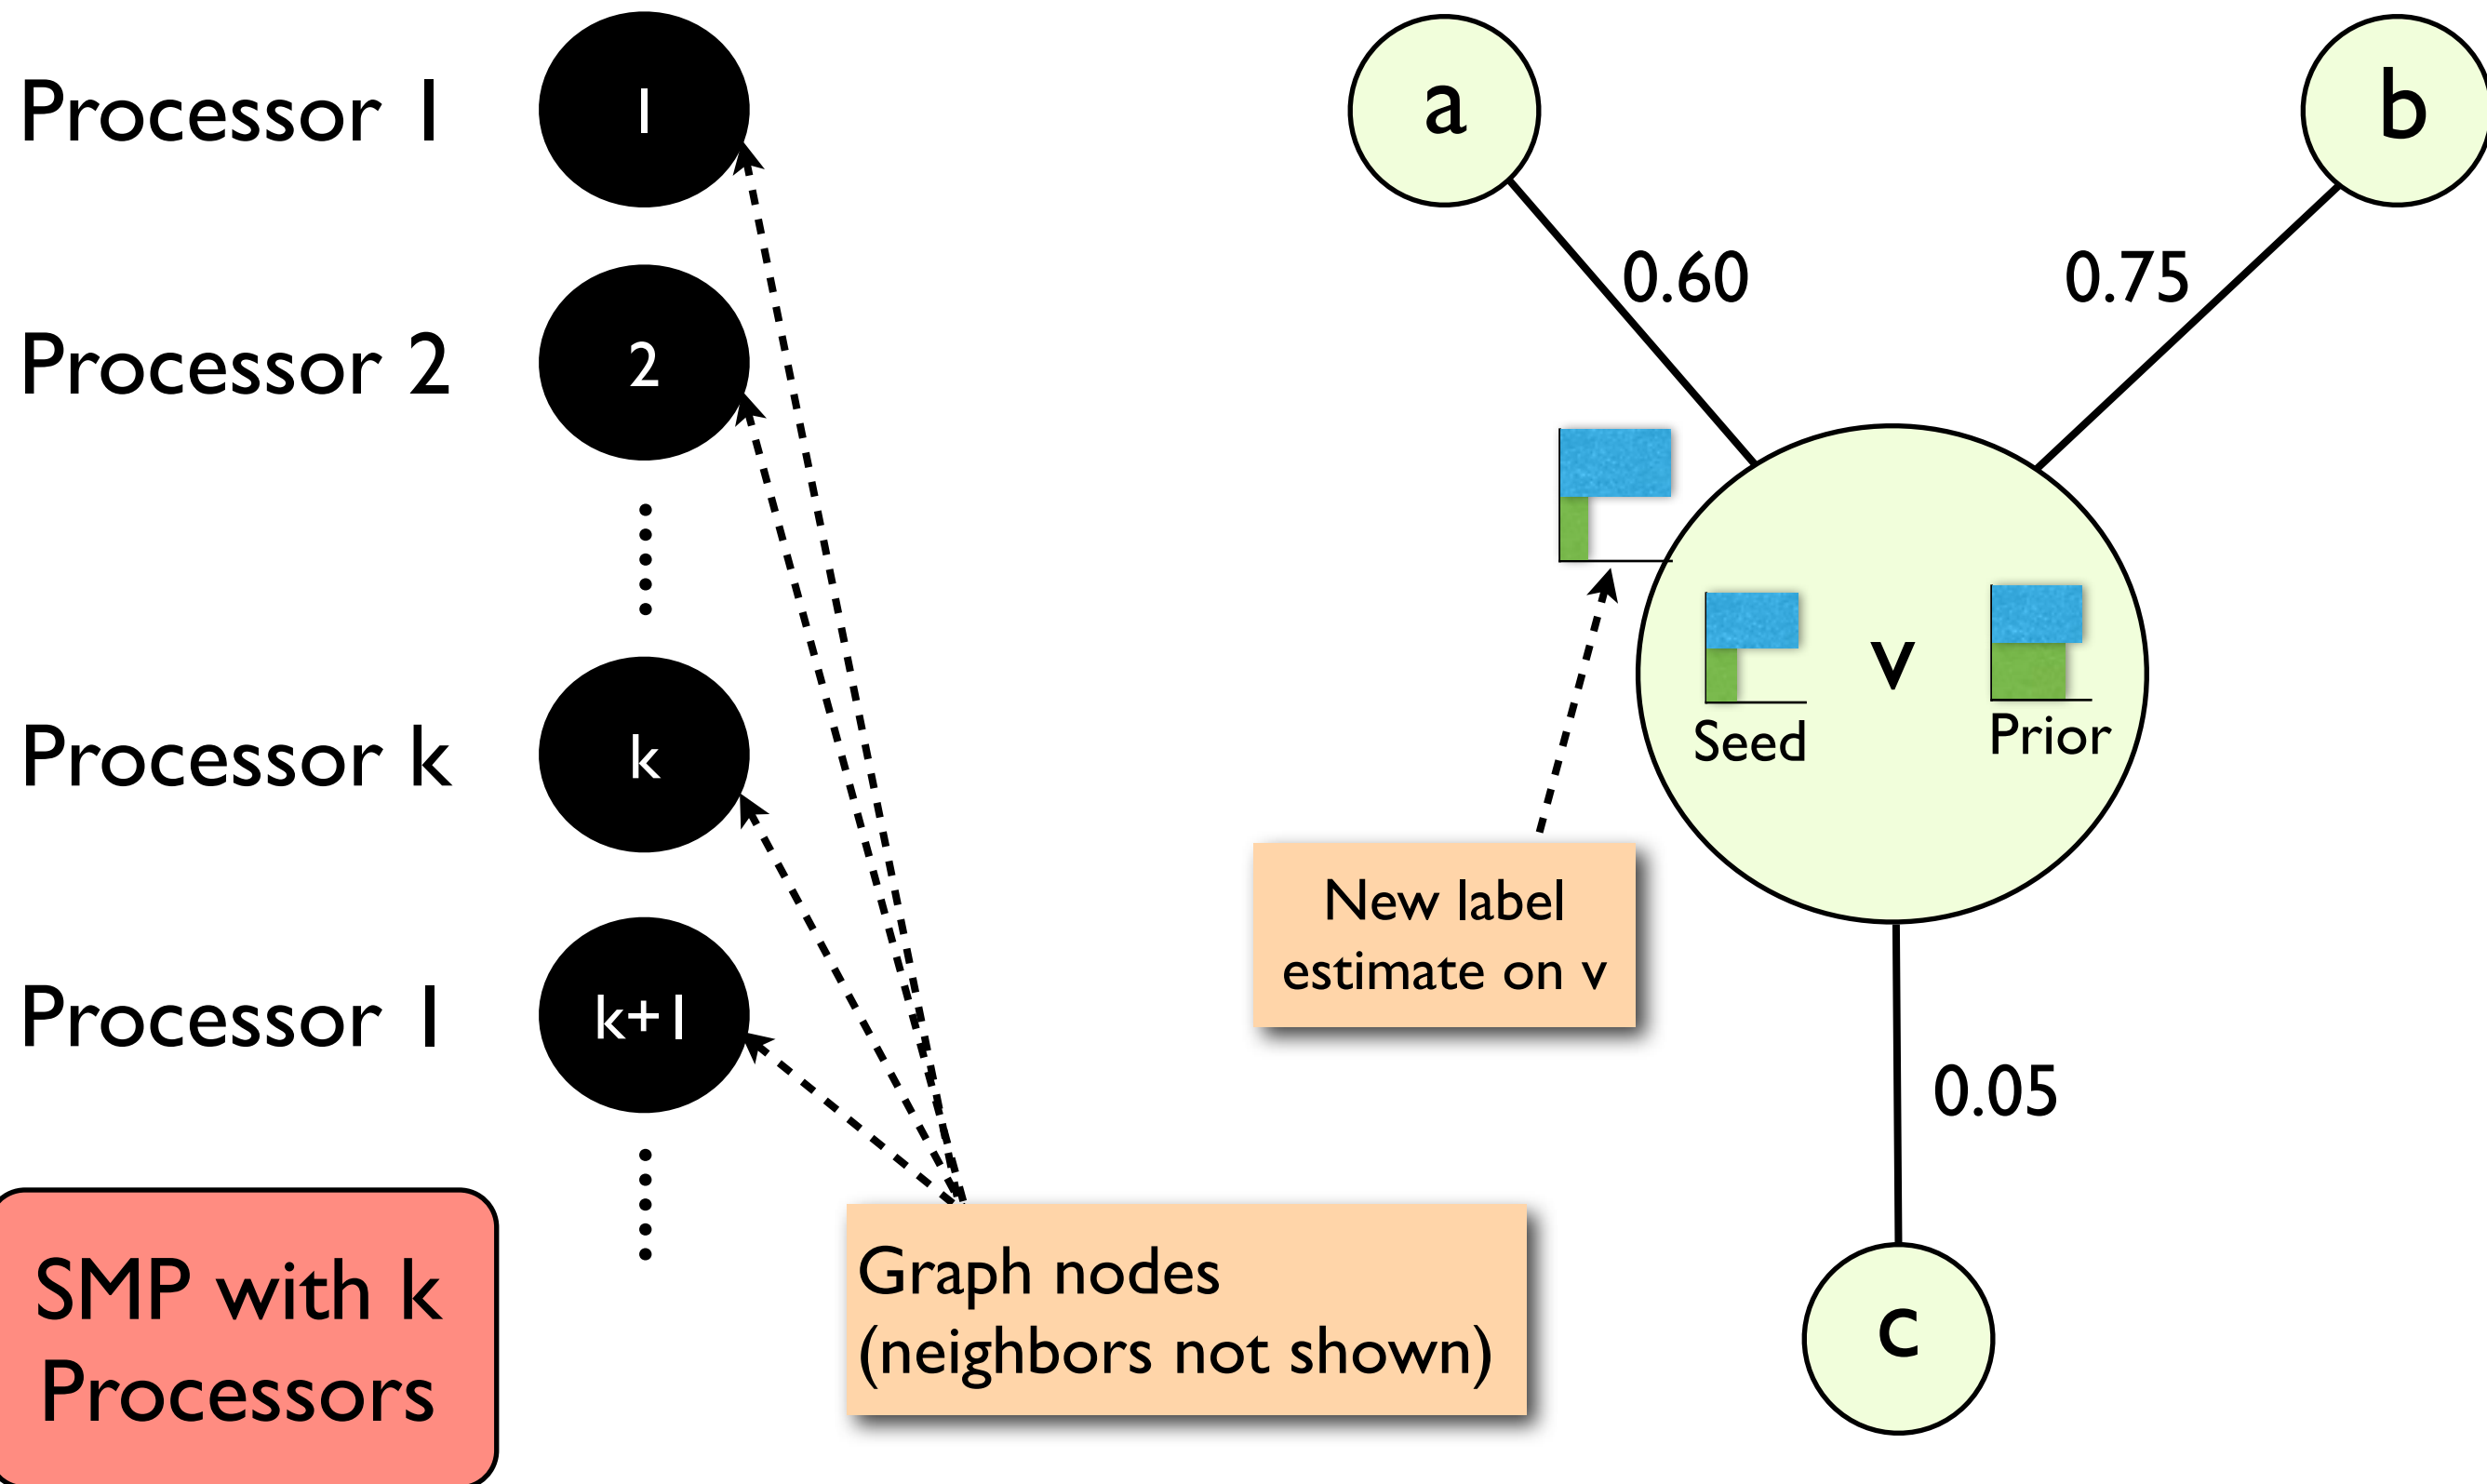 Processor 1
1
a
b
0.60
0.75
Processor 2
2
Seed
v
Prior
Processor k
k
New label
estimate on v
Processor 1
k+1
0.05
Graph nodes
(neighbors not shown)
c
SMP with k
Processors